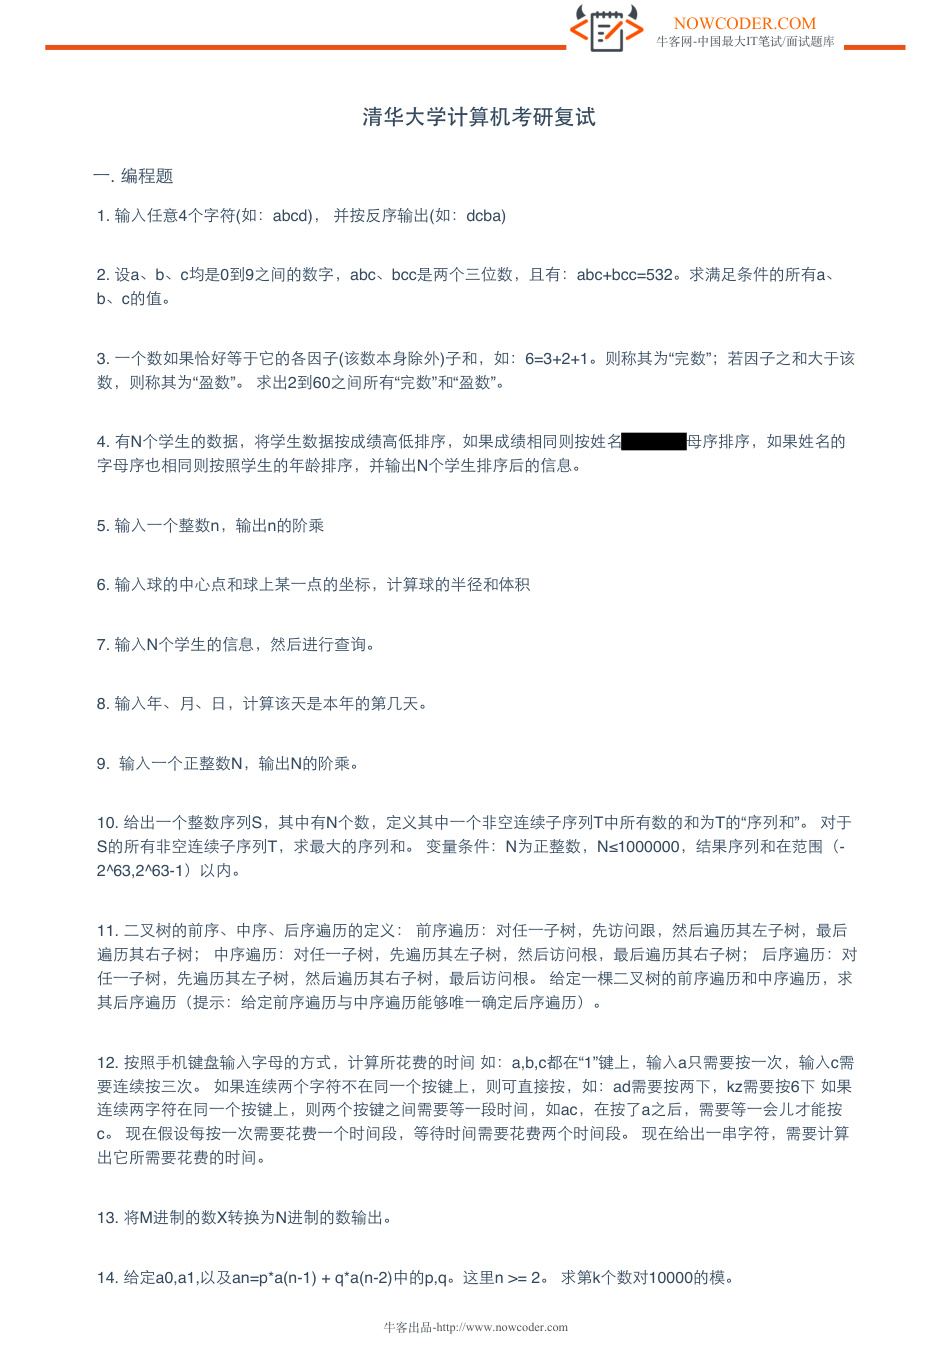 NOWCODER.COM
牛客网-中国最大IT笔试/面试题库
清华大学计算机考研复试
一. 编程题
1. 输入任意4个字符(如：abcd)， 并按反序输出(如：dcba)
2. 设a、b、c均是0到9之间的数字，abc、bcc是两个三位数，且有：abc+bcc=532。求满足条件的所有a、
b、c的值。
3. 一个数如果恰好等于它的各因子(该数本身除外)子和，如：6=3+2+1。则称其为“完数”；若因子之和大于该
数，则称其为“盈数”。 求出2到60之间所有“完数”和“盈数”。
4. 有N个学生的数据，将学生数据按成绩高低排序，如果成绩相同则按姓名母序排序，如果姓名的
字母序也相同则按照学生的年龄排序，并输出N个学生排序后的信息。
5. 输入一个整数n，输出n的阶乘
6. 输入球的中心点和球上某一点的坐标，计算球的半径和体积
7. 输入N个学生的信息，然后进行查询。
8. 输入年、月、日，计算该天是本年的第几天。
9.  输入一个正整数N，输出N的阶乘。
10. 给出一个整数序列S，其中有N个数，定义其中一个非空连续子序列T中所有数的和为T的“序列和”。 对于
S的所有非空连续子序列T，求最大的序列和。 变量条件：N为正整数，N≤1000000，结果序列和在范围（-
2^63,2^63-1）以内。
11. 二叉树的前序、中序、后序遍历的定义： 前序遍历：对任一子树，先访问跟，然后遍历其左子树，最后
遍历其右子树； 中序遍历：对任一子树，先遍历其左子树，然后访问根，最后遍历其右子树； 后序遍历：对
任一子树，先遍历其左子树，然后遍历其右子树，最后访问根。 给定一棵二叉树的前序遍历和中序遍历，求
其后序遍历（提示：给定前序遍历与中序遍历能够唯一确定后序遍历）。
12. 按照手机键盘输入字母的方式，计算所花费的时间 如：a,b,c都在“1”键上，输入a只需要按一次，输入c需
要连续按三次。 如果连续两个字符不在同一个按键上，则可直接按，如：ad需要按两下，kz需要按6下 如果
连续两字符在同一个按键上，则两个按键之间需要等一段时间，如ac，在按了a之后，需要等一会儿才能按
c。 现在假设每按一次需要花费一个时间段，等待时间需要花费两个时间段。 现在给出一串字符，需要计算
出它所需要花费的时间。
13. 将M进制的数X转换为N进制的数输出。
14. 给定a0,a1,以及an=p*a(n-1) + q*a(n-2)中的p,q。这里n >= 2。 求第k个数对10000的模。
牛客出品-http://www.nowcoder.com